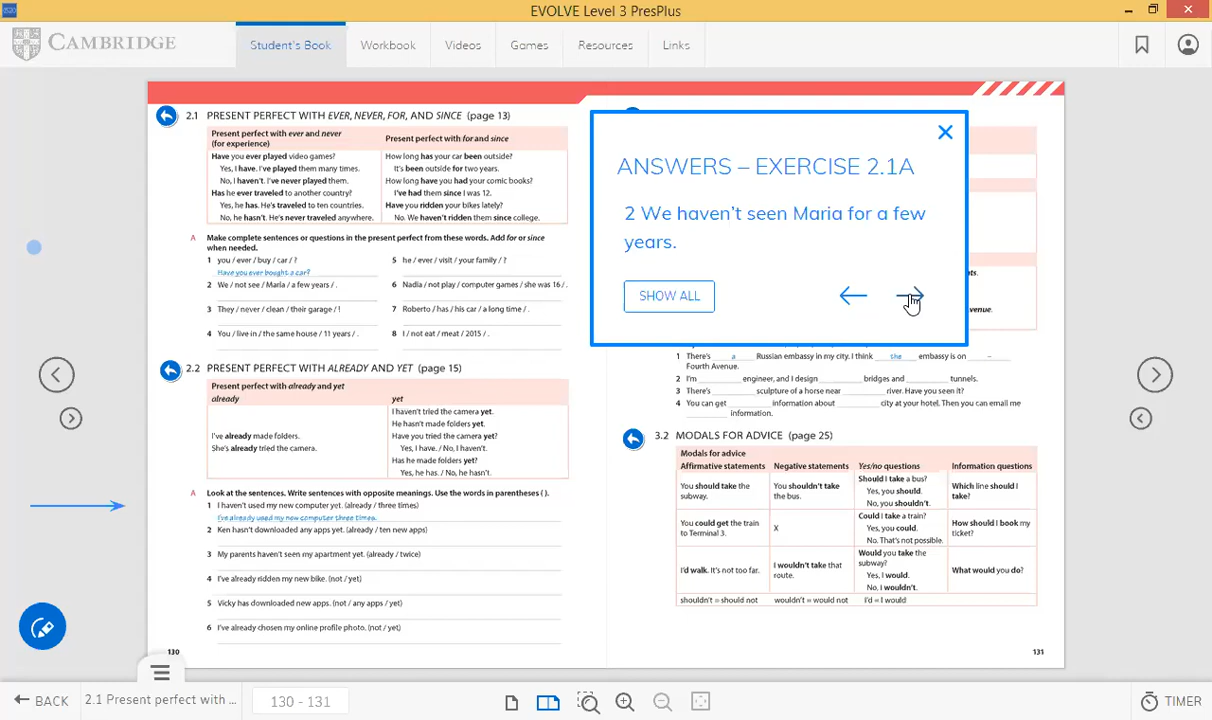 EVOLVE Level 3 PresPlus
CAMBRIDGE
Student's Book
Workbook
Videos
Games
Resources
Links
2.1 PRESENT PERFECT WITH EVER, NEVER, FOR, AND SINCE (page 13)
Present perfect with ever and never
(for experience)
Present perfect with for and since
Have you ever played video games?
Yes, I have. I've played them many times.
No, I haven't. I've never played them.
Has he ever traveled to another country?
Yes, he has. He's traveled to ten countries.
No, he hasn't. He's never traveled anywhere.
How long has your car been outside?
It's been outside for two years.
How long have you had your comic books?
I've had them since I was 12.
Have you ridden your bikes lately?
No. We haven't ridden them since college.
A Make complete sentences or questions in the present perfect from these words. Add for or since
when needed.
1 you / ever / buy / car / ?
Have you ever bought a car?
2 We / not see / Maria / a few years / .
3 They / never / clean / their garage / !
4 You / live in / the same house / 11 years / .
5 he / ever / visit / your family / ?
6 Nadia / not play / computer games / she was 16 / .
7 Roberto / has / his car / a long time / .
8 I / not eat / meat / 2015 / .
2.2 PRESENT PERFECT WITH ALREADY AND YET (page 15)
Present perfect with already and yet
already
yet
I've already made folders.
She's already tried the camera.
I haven't tried the camera yet.
He hasn't made folders yet.
Have you tried the camera yet?
Yes, I have. / No, I haven't.
Has he made folders yet?
Yes, he has. / No, he hasn't.
A Look at the sentences. Write sentences with opposite meanings. Use the words in parentheses ( ).
1 I haven't used my new computer yet. (already / three times)
I've already used my new computer three times.
2 Ken hasn't downloaded any apps yet. (already / ten new apps)
3 My parents haven't seen my apartment yet. (already / twice)
4 I've already ridden my new bike. (not / yet)
5 Vicky has downloaded new apps. (not / any apps / yet)
6 I've already chosen my online profile photo. (not / yet)
130
ANSWERS – EXERCISE 2.1A
2 We haven't seen Maria for a few
years.
SHOW ALL
1 There's a Russian embassy in my city. I think the embassy is on –
Fourth Avenue.
2 I'm ______ engineer, and I design ______ bridges and ______ tunnels.
3 There's ______ sculpture of a horse near ______ river. Have you seen it?
4 You can get ______ information about ______ city at your hotel. Then you can email me
______ information.
3.2 MODALS FOR ADVICE (page 25)
Modals for advice
Affirmative statements
Negative statements
Yes/no questions
Information questions
You should take the
subway.
You shouldn't take
the bus.
Should I take a bus?
Yes, you should.
No, you shouldn't.
Which line should I
take?
You could get the train
to Terminal 3.
X
Could I take a train?
Yes, you could.
No. That's not possible.
How should I book my
ticket?
I'd walk. It's not too far.
I wouldn't take that
route.
Would you take the
subway?
Yes, I would.
No, I wouldn't.
What would you do?
shouldn't = should not
wouldn't = would not
I'd = I would
131
BACK
2.1 Present perfect with ...
130 - 131
TIMER